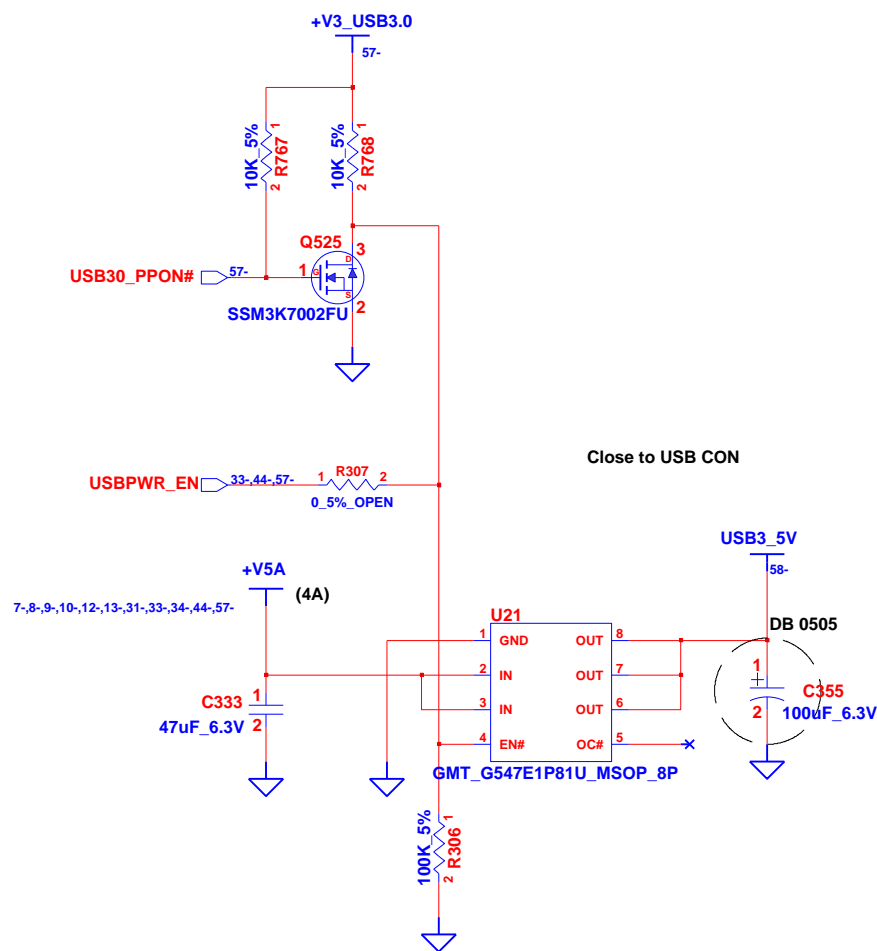 +V3_USB3.0
57-
10K_5%
1
R767
2
10K_5%
1
R768
2
Q525
3
D
USB30_PPON#
57-
1
G
S
2
SSM3K7002FU
Close to USB CON
USBPWR_EN
33-,44-,57-
1
R307
2
0_5%_OPEN
USB3_5V
58-
+V5A
(4A)
7-,8-,9-,10-,12-,13-,31-,33-,34-,44-,57-
U21
DB 0505
1
GND
OUT
8
2
IN
OUT
7
3
IN
OUT
6
4
EN#
OC#
5
GMT_G547E1P81U_MSOP_8P
C333
1
2
47uF_6.3V
1
+
C355
2
100uF_6.3V
100K_5%
1
R306
2